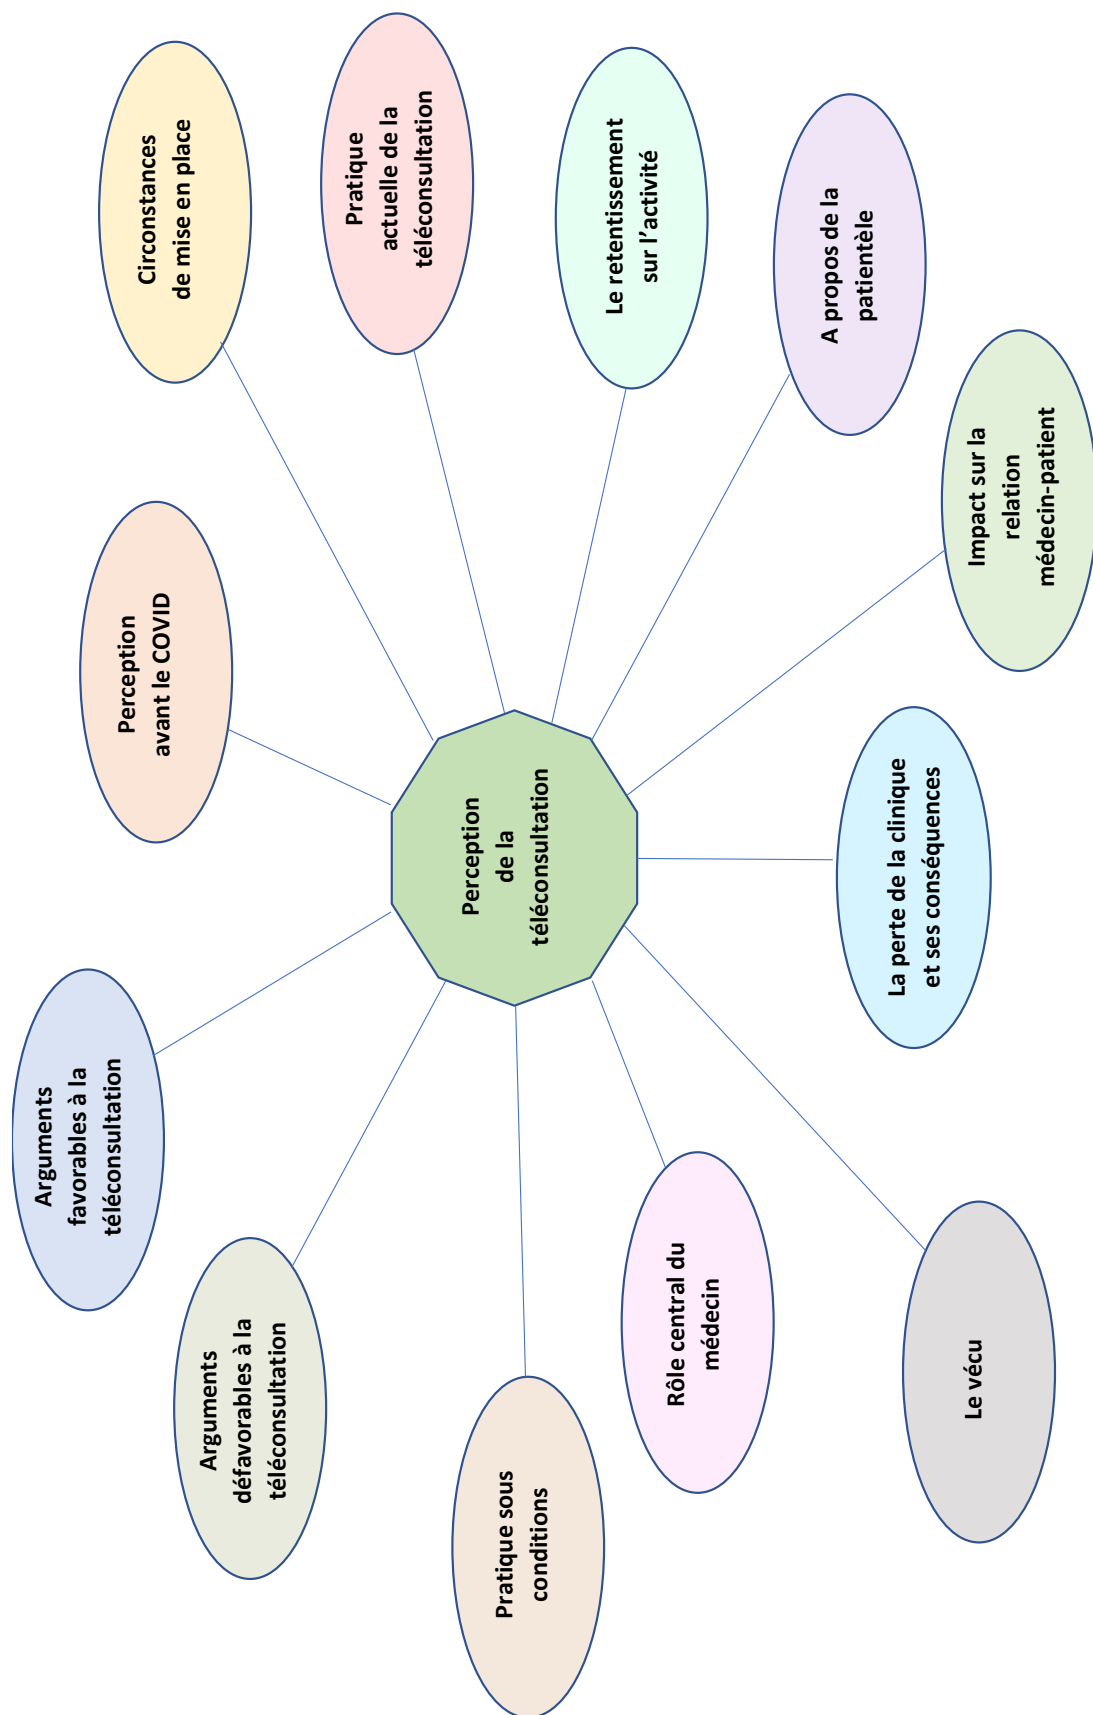 Arguments
favorables à la
téléconsultation
Perception
avant le COVID
Circonstances
de mise en place
Arguments
défavorables à la
téléconsultation
Pratique
actuelle de la
téléconsultation
Perception
de la
téléconsultation
Pratique sous
conditions
Le retentissement
sur l'activité
Rôle central du
médecin
A propos de la
patientèle
La perte de la clinique
et ses conséquences
Le vécu
Impact sur la
relation
médecin-patient